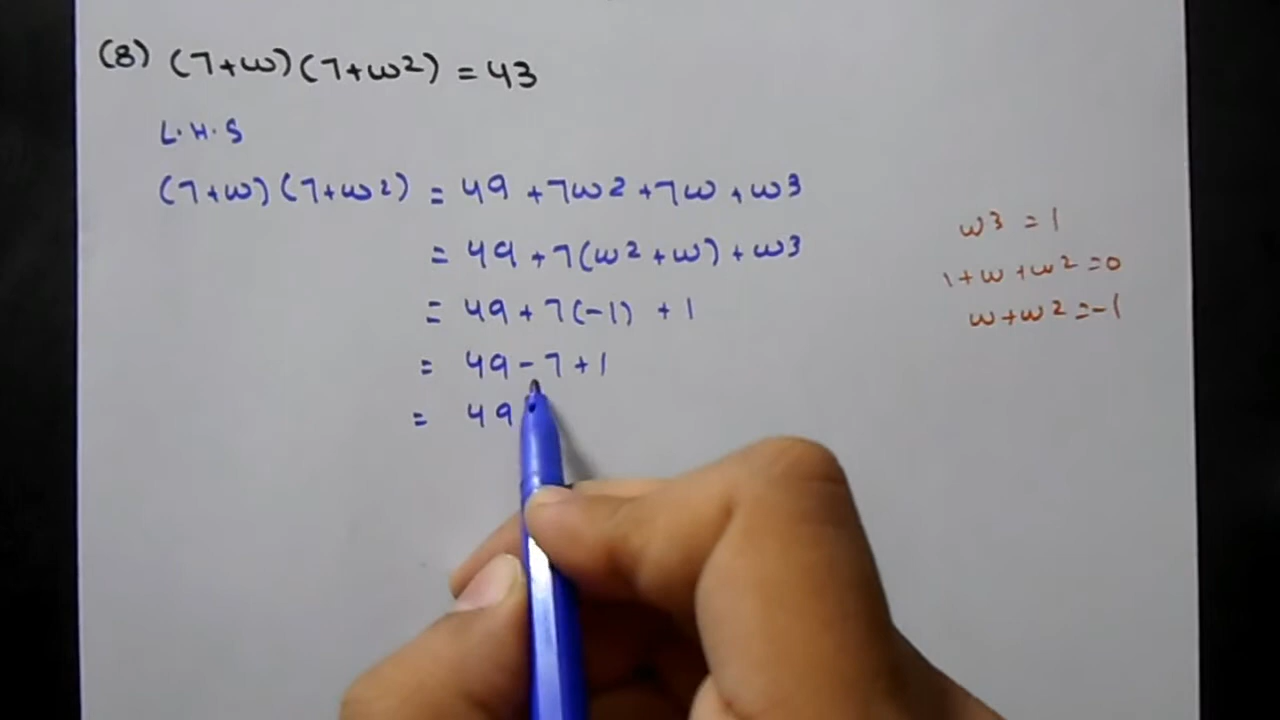 (8) (7+ω)(7+ω2) = 43
L.H.S
(7+ω)(7+ω2) = 49 +7ω2 +7ω + ω3
= 49 + 7(ω2 +ω) + ω3
= 49 + 7(-1) + 1
= 49 - 7 + 1
= 49
ω3 = 1
1+ω+ω2 =0
ω+ω2 =-1